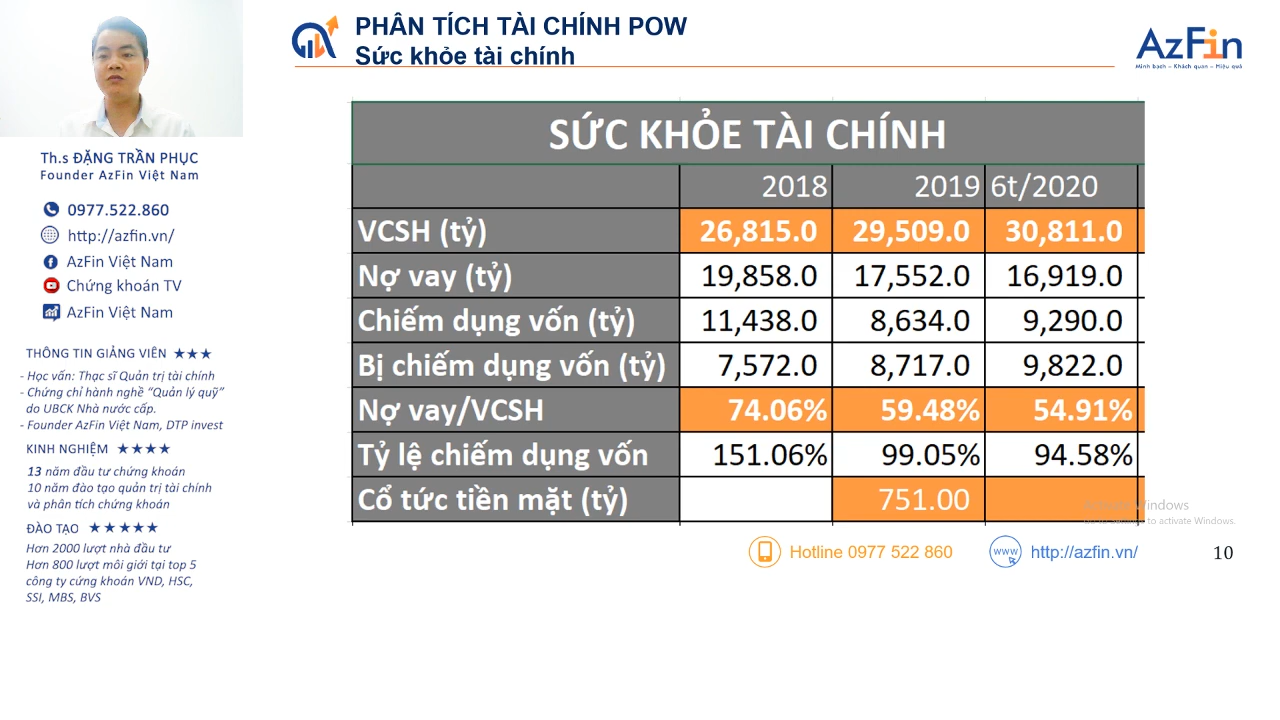 PHÂN TÍCH TÀI CHÍNH POW
Sức khỏe tài chính
AzFin
Minh bạch – Khách quan – Hiệu quả
Th.s ĐẶNG TRẦN PHỤC
Founder AzFin Việt Nam
0977.522.860
http://azfin.vn/
AzFin Việt Nam
Chứng khoán TV
AzFin Việt Nam
THÔNG TIN GIẢNG VIÊN ★★★
- Học vấn: Thạc sĩ Quản trị tài chính
- Chứng chỉ hành nghề “Quản lý quỹ”
do UBCK Nhà nước cấp.
- Founder AzFin Việt Nam, DTP invest
KINH NGHIỆM ★★★★
13 năm đầu tư chứng khoán
10 năm đào tạo quản trị tài chính
và phân tích chứng khoán
ĐÀO TẠO ★★★★★
Hơn 2000 lượt nhà đầu tư
Hơn 800 lượt môi giới tại top 5
công ty cứng khoán VND, HSC,
SSI, MBS, BVS
SỨC KHỎE TÀI CHÍNH
2018 2019 6t/2020
VCSH (tỷ) 26,815.0 29,509.0 30,811.0
Nợ vay (tỷ) 19,858.0 17,552.0 16,919.0
Chiếm dụng vốn (tỷ) 11,438.0 8,634.0 9,290.0
Bị chiếm dụng vốn (tỷ) 7,572.0 8,717.0 9,822.0
Nợ vay/VCSH 74.06% 59.48% 54.91%
Tỷ lệ chiếm dụng vốn 151.06% 99.05% 94.58%
Cổ tức tiền mặt (tỷ) 751.00
Windows
to activate Windows.
Hotline 0977 522 860
www
http://azfin.vn/
10